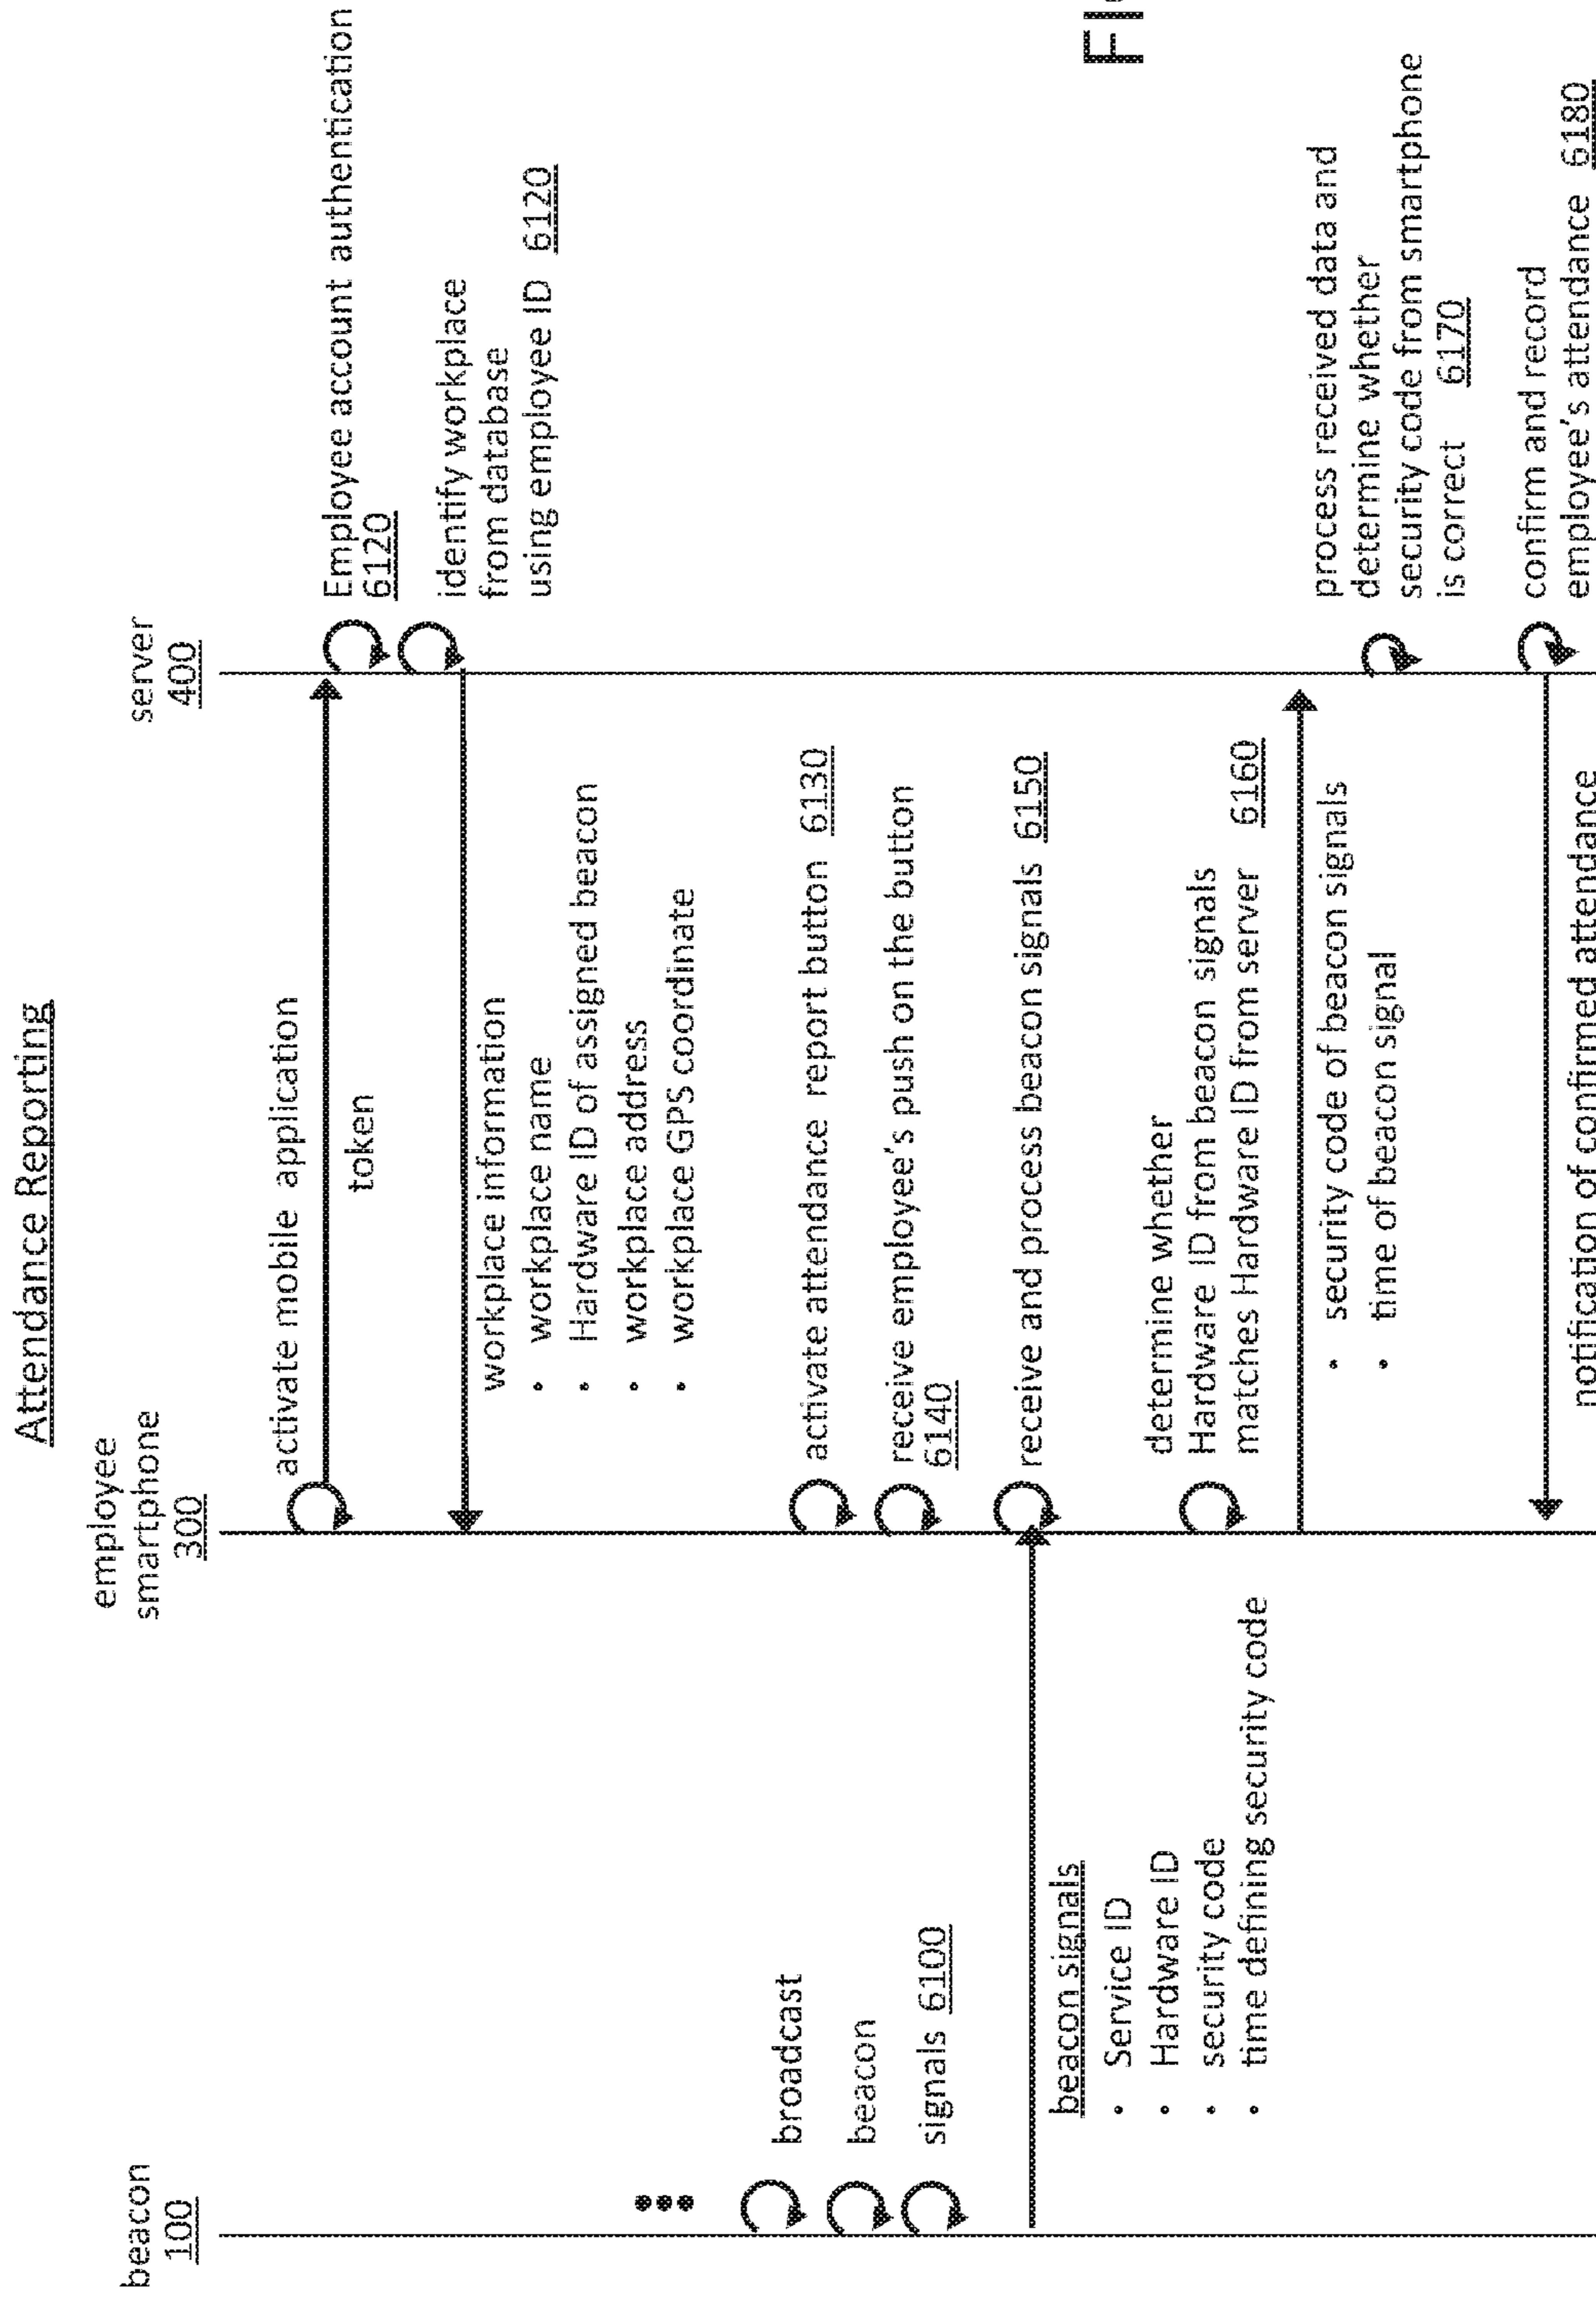 Attendance Reporting
beacon
100
employee
smartphone
300
server
400
activate mobile application
token
Employee account authentication
6120
identify workplace
from database
using employee ID 6120
workplace information
• workplace name
• Hardware ID of assigned beacon
• workplace address
• workplace GPS coordinate
broadcast
beacon
signals 6100
activate attendance report button 6130
receive employee's push on the button
6140
receive and process beacon signals 6150
beacon signals
• Service ID
• Hardware ID
• security code
• time defining security code
determine whether
Hardware ID from beacon signals
matches Hardware ID from server 6160
• security code of beacon signals
• time of beacon signal
process received data and
determine whether
security code from smartphone
is correct 6170
confirm and record
employee's attendance 6180
notification of confirmed attendance